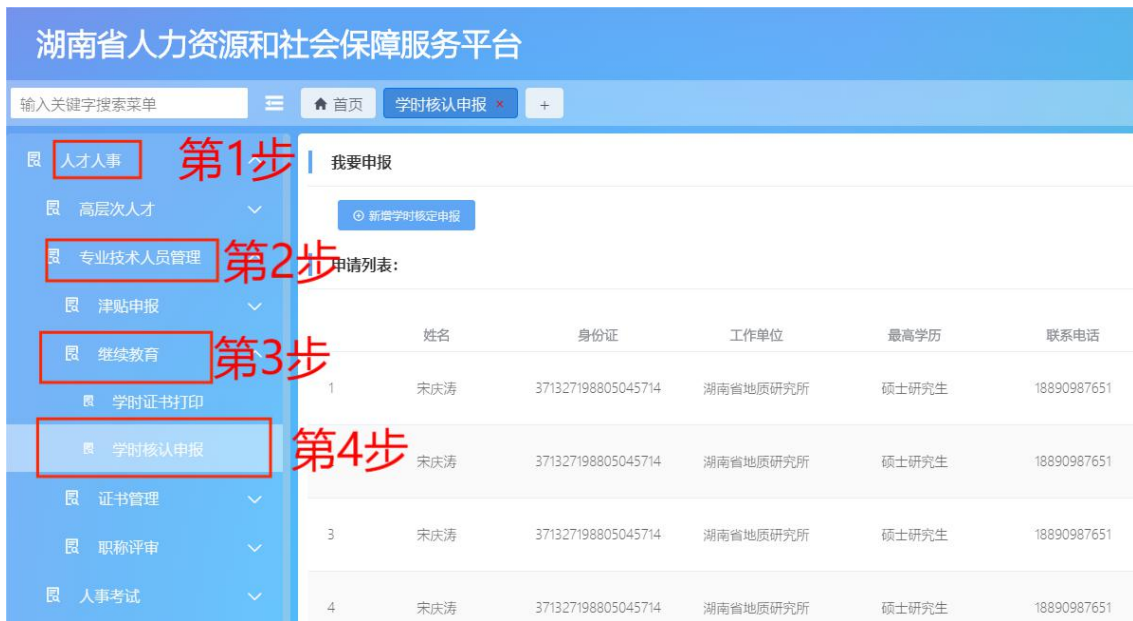 湖南省人力资源和社会保障服务平台
输入关键字搜索菜单 首页 学时核认申报 × +
人才人事 第1步
高层次人才
专业技术人员管理 第2步
津贴申报
继续教育 第3步
学时证书打印
学时核认申报 第4步
证书管理
职称评审
人事考试
我要申报
新增学时核定申报
申请列表:
姓名 身份证 工作单位 最高学历 联系电话
1 宋庆涛 371327198805045714 湖南省地质研究所 硕士研究生 18890987651
宋庆涛 371327198805045714 湖南省地质研究所 硕士研究生 18890987651
3 宋庆涛 371327198805045714 湖南省地质研究所 硕士研究生 18890987651
4 宋庆涛 371327198805045714 湖南省地质研究所 硕士研究生 18890987651